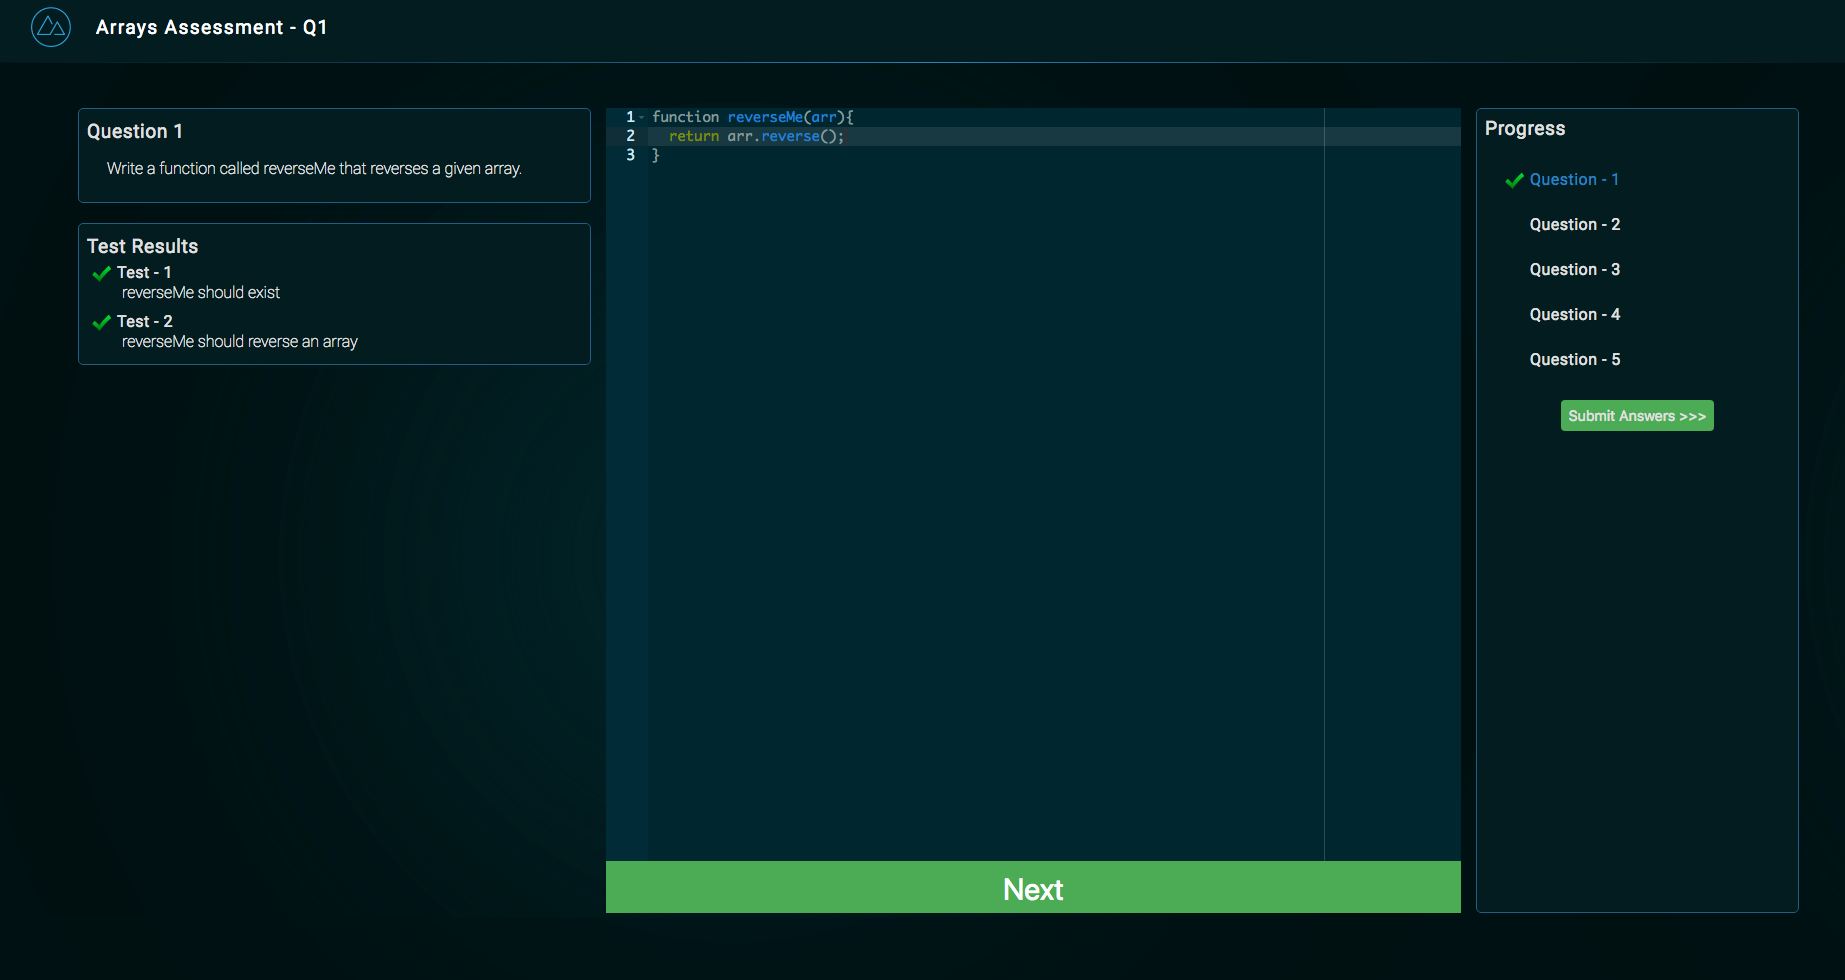 Arrays Assessment - Q1
Question 1
Write a function called reverseMe that reverses a given array.
Test Results
Test - 1
reverseMe should exist
Test - 2
reverseMe should reverse an array
1 function reverseMe(arr){
2   return arr.reverse();
3 }
Next
Progress
Question - 1
Question - 2
Question - 3
Question - 4
Question - 5
Submit Answers >>>